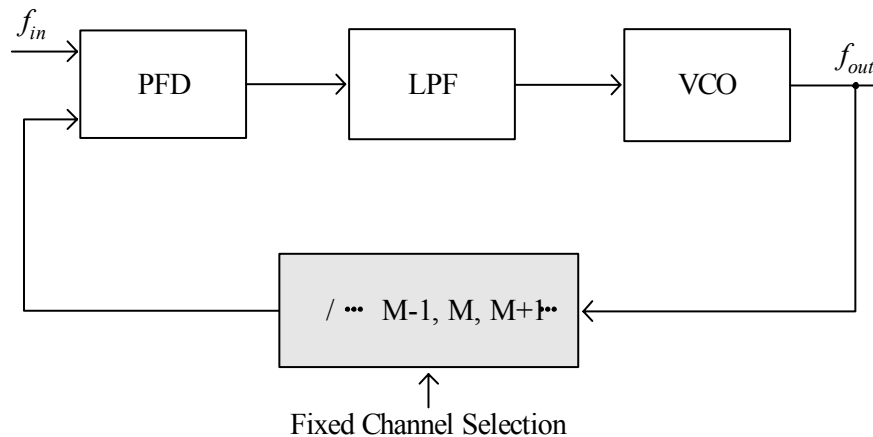 f_in
PFD
LPF
VCO
f_out
/ ··· M-1, M, M+1···
Fixed Channel Selection